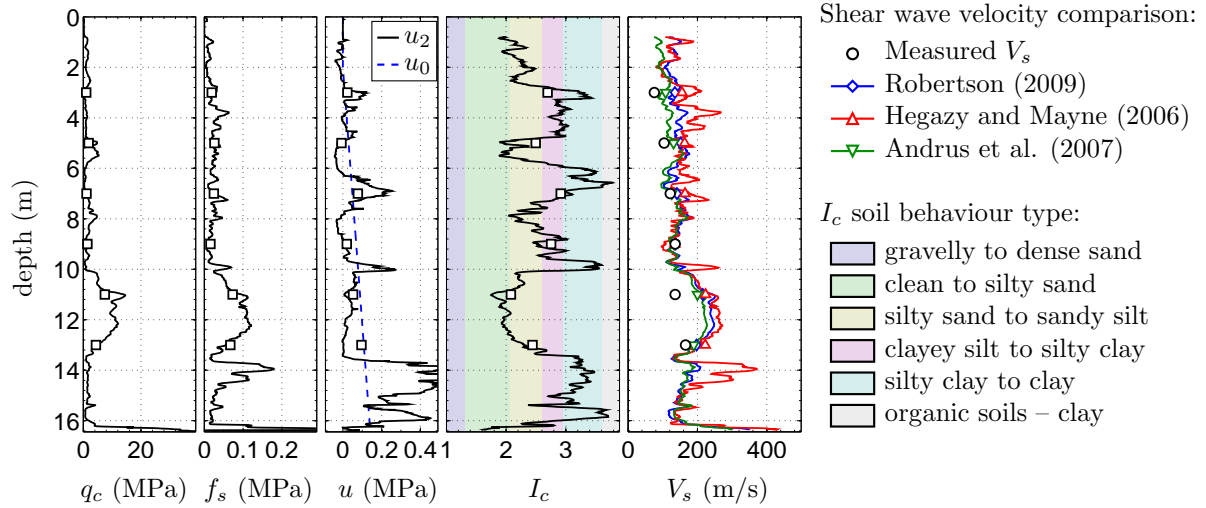 Shear wave velocity comparison:
Measured V_s
Robertson (2009)
Hegazy and Mayne (2006)
Andrus et al. (2007)
I_c soil behaviour type:
gravelly to dense sand
clean to silty sand
silty sand to sandy silt
clayey silt to silty clay
silty clay to clay
organic soils – clay
u_2
u_0
depth (m)
0
2
4
6
8
10
12
14
16
0 20
0 0.1 0.2
0 0.2 0.4
1 2 3
0 200 400
q_c (MPa)
f_s (MPa)
u (MPa)
I_c
V_s (m/s)